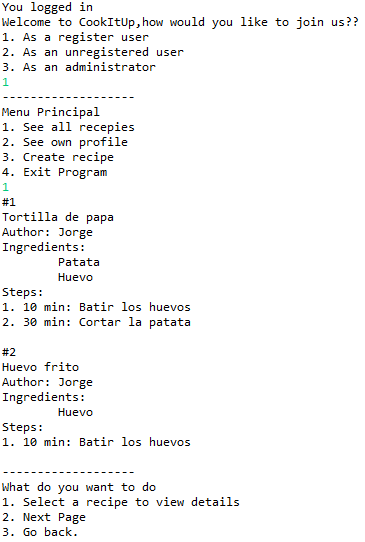 You logged in
Welcome to CookItUp,how would you like to join us??
1. As a register user
2. As an unregistered user
3. As an administrator
1
-------------------
Menu Principal
1. See all recepies
2. See own profile
3. Create recipe
4. Exit Program
1
#1
Tortilla de papa
Author: Jorge
Ingredients:
Patata
Huevo
Steps:
1. 10 min: Batir los huevos
2. 30 min: Cortar la patata
#2
Huevo frito
Author: Jorge
Ingredients:
Huevo
Steps:
1. 10 min: Batir los huevos
-------------------
What do you want to do
1. Select a recipe to view details
2. Next Page
3. Go back.